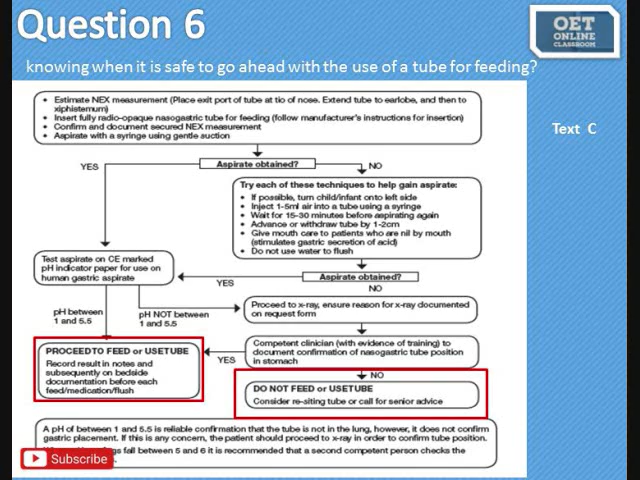 Question 6
OET
ONLINE
CLASSROOM
knowing when it is safe to go ahead with the use of a tube for feeding?
Text C
• Estimate NEX measurement (Place exit port of tube at tio of nose. Extend tube to earlobe, and then to
xiphisternum)
• Insert fully radio-opaque nasogastric tube for feeding (follow manufacturer's instructions for insertion)
• Confirm and document secured NEX measurement
• Aspirate with a syringe using gentle suction
YES
Aspirate obtained?
NO
Try each of these techniques to help gain aspirate:
• If possible, turn child/infant onto left side
• Inject 1-5ml air into a tube using a syringe
• Wait for 15-30 minutes before aspirating again
• Advance or withdraw tube by 1-2cm
• Give mouth care to patients who are nil by mouth
(stimulates gastric secretion of acid)
• Do not use water to flush
Test aspirate on CE marked
pH indicator paper for use on
human gastric aspirate
YES
Aspirate obtained?
NO
pH between
1 and 5.5
pH NOT between
1 and 5.5
Proceed to x-ray, ensure reason for x-ray documented
on request form
Competent clinician (with evidence of training) to
document confirmation of nasogastric tube position
in stomach
YES
NO
PROCEED TO FEED or USE TUBE
Record result in notes and
subsequently on bedside
documentation before each
feed/medication/flush
DO NOT FEED or USE TUBE
Consider re-siting tube or call for senior advice
A pH of between 1 and 5.5 is reliable confirmation that the tube is not in the lung, however, it does not confirm
gastric placement. If this is any concern, the patient should proceed to x-ray in order to confirm tube position.
fall between 5 and 6 it is recommended that a second competent person checks the
Subscribe